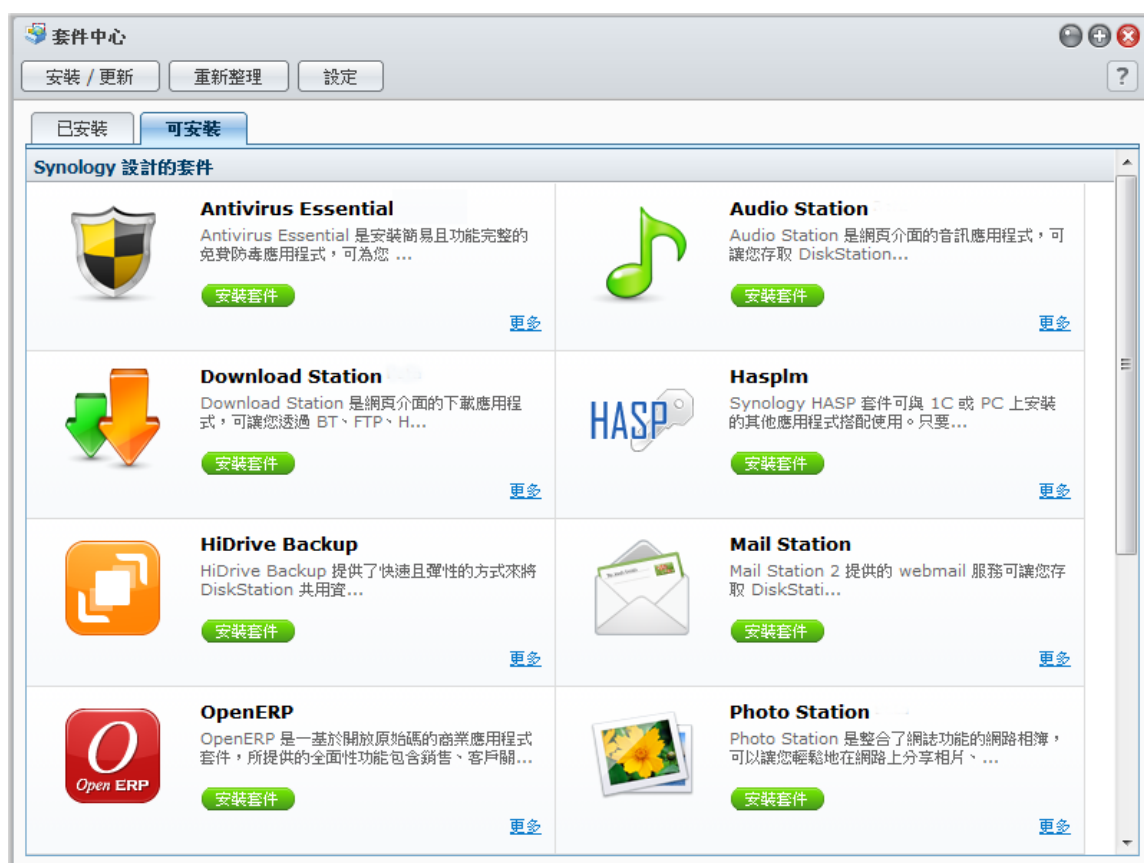 套件中心
安裝 / 更新
重新整理
設定
?
已安裝
可安裝
Synology 設計的套件
Antivirus Essential
Antivirus Essential 是安裝簡易且功能完整的
免費防毒應用程式，可為您 ...
安裝套件
更多
Audio Station
Audio Station 是網頁介面的音訊應用程式，可
讓您存取 DiskStation...
安裝套件
更多
Download Station
Download Station 是網頁介面的下載應用程
式，可讓您透過 BT、FTP、H...
安裝套件
更多
HASP
Hasplm
Synology HASP 套件可與 1C 或 PC 上安裝
的其他應用程式搭配使用。只要...
安裝套件
更多
HiDrive Backup
HiDrive Backup 提供了快速且彈性的方式來將
DiskStation 共用資...
安裝套件
更多
Mail Station
Mail Station 2 提供的 webmail 服務可讓您存
取 DiskStati...
安裝套件
更多
Open ERP
OpenERP
OpenERP 是一基於開放原始碼的商業應用程式
套件，所提供的全面性功能包含銷售、客戶關...
安裝套件
更多
Photo Station
Photo Station 是整合了網誌功能的網路相簿，
可以讓您輕鬆地在網路上分享相片、...
安裝套件
更多